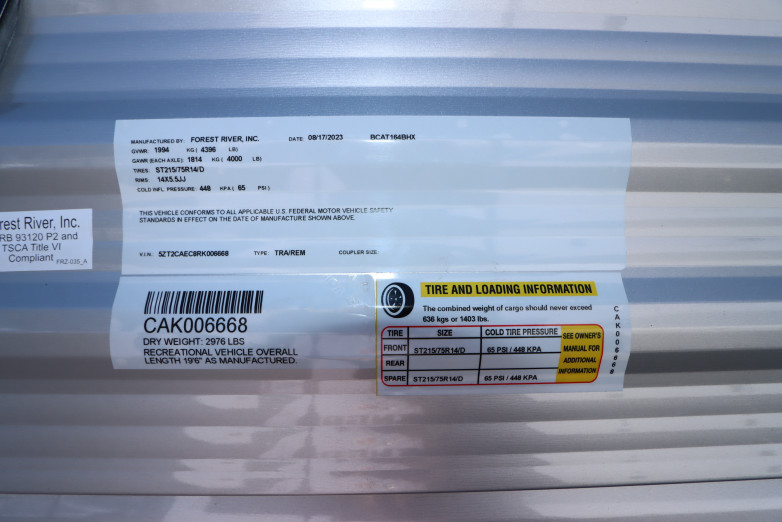 MANUFACTURED BY: FOREST RIVER, INC. DATE: 08/17/2023 BCAT164BHX
GVWR: 1994 KG ( 4396 LB)
GAWR (EACH AXLE): 1814 KG ( 4000 LB)
TIRES: ST215/75R14/D
RIMS: 14X5.5JJ
COLD INFL. PRESSURE: 448 KPA ( 65 PSI)
THIS VEHICLE CONFORMS TO ALL APPLICABLE U.S. FEDERAL MOTOR VEHICLE SAFETY
STANDARDS IN EFFECT ON THE DATE OF MANUFACTURE SHOWN ABOVE.
V.I.N.: 5ZT2CAEC8RK006668 TYPE: TRA/REM COUPLER SIZE:
rest River, Inc.
RB 93120 P2 and
TSCA Title VI
Compliant FRZ-035_A
CAK006668
DRY WEIGHT: 2976 LBS
RECREATIONAL VEHICLE OVERALL
LENGTH 19'6" AS MANUFACTURED.
TIRE AND LOADING INFORMATION
The combined weight of cargo should never exceed
636 kgs or 1403 lbs.
TIRE SIZE COLD TIRE PRESSURE
FRONT ST215/75R14/D 65 PSI / 448 KPA
REAR
SPARE ST215/75R14/D 65 PSI / 448 KPA
SEE OWNER'S
MANUAL FOR
ADDITIONAL
INFORMATION
CAK006668